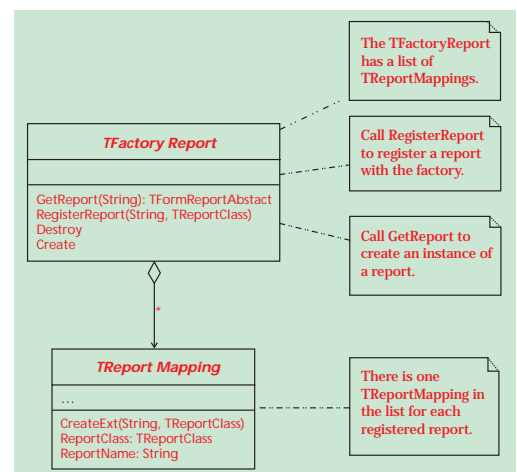 The TFactoryReport
has a list of
TReportMappings.
TFactory Report
Call RegisterReport
to register a report
with the factory.
GetReport(String): TFormReportAbstact
RegisterReport(String, TReportClass)
Destroy
Create
Call GetReport to
create an instance of
a report.
*
TReport Mapping
...
CreateExt(String, TReportClass)
ReportClass: TReportClass
ReportName: String
There is one
TReportMapping in
the list for each
registered report.